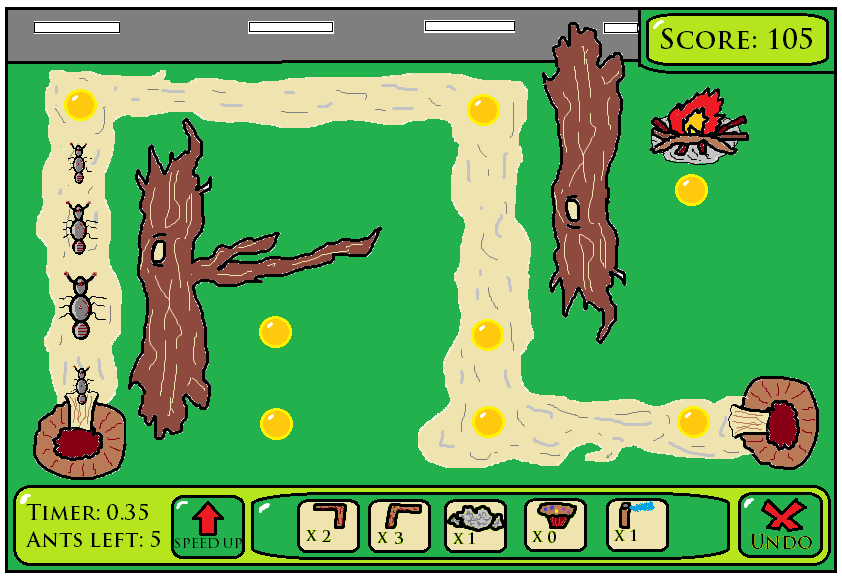 SCORE: 105
TIMER: 0.35
ANTS LEFT: 5
SPEED UP
X 2
X 3
X 1
X 0
X 1
UNDO